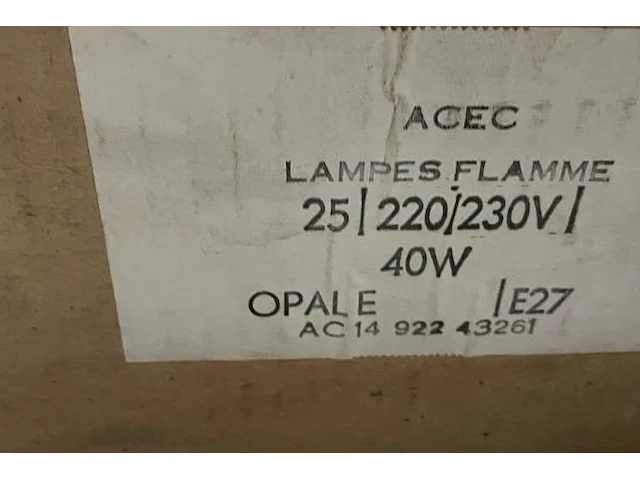 ACEC
LAMPES FLAMME
25/220/230V/
40W
OPALE /E27
AC 14 922 43261